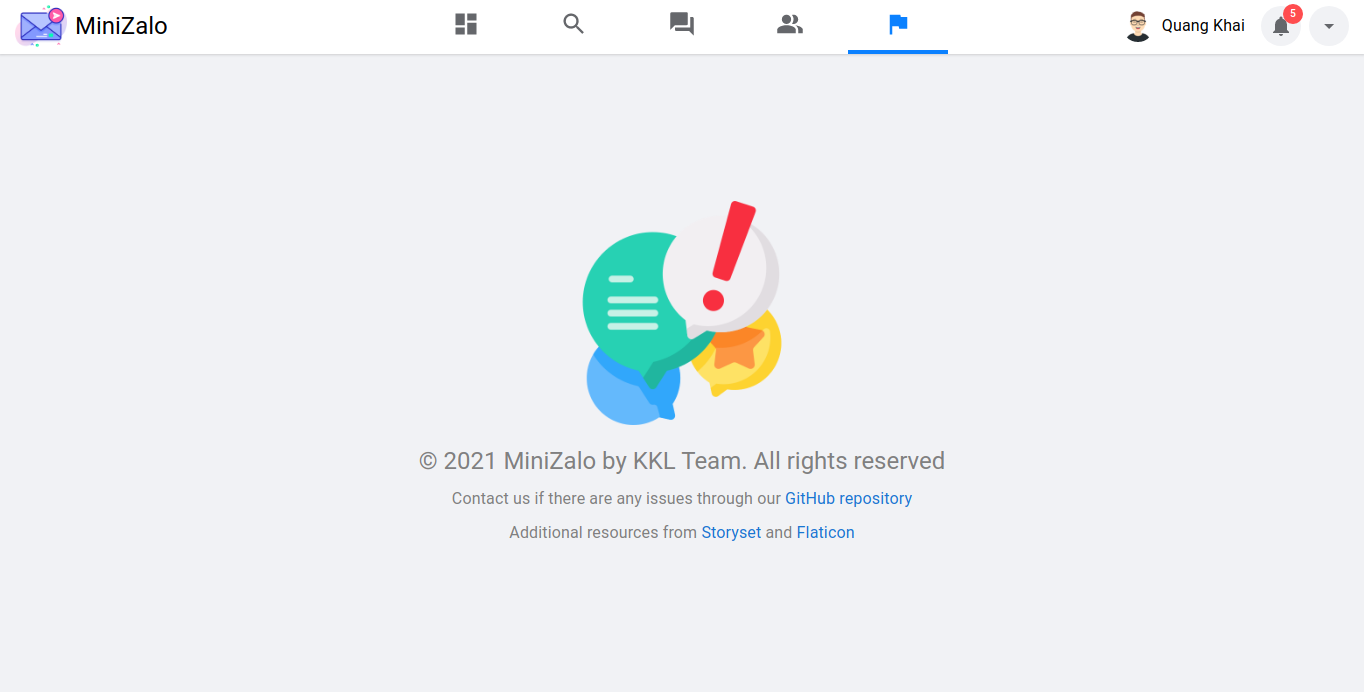 MiniZalo
Quang Khai
5
© 2021 MiniZalo by KKL Team. All rights reserved
Contact us if there are any issues through our GitHub repository
Additional resources from Storyset and Flaticon